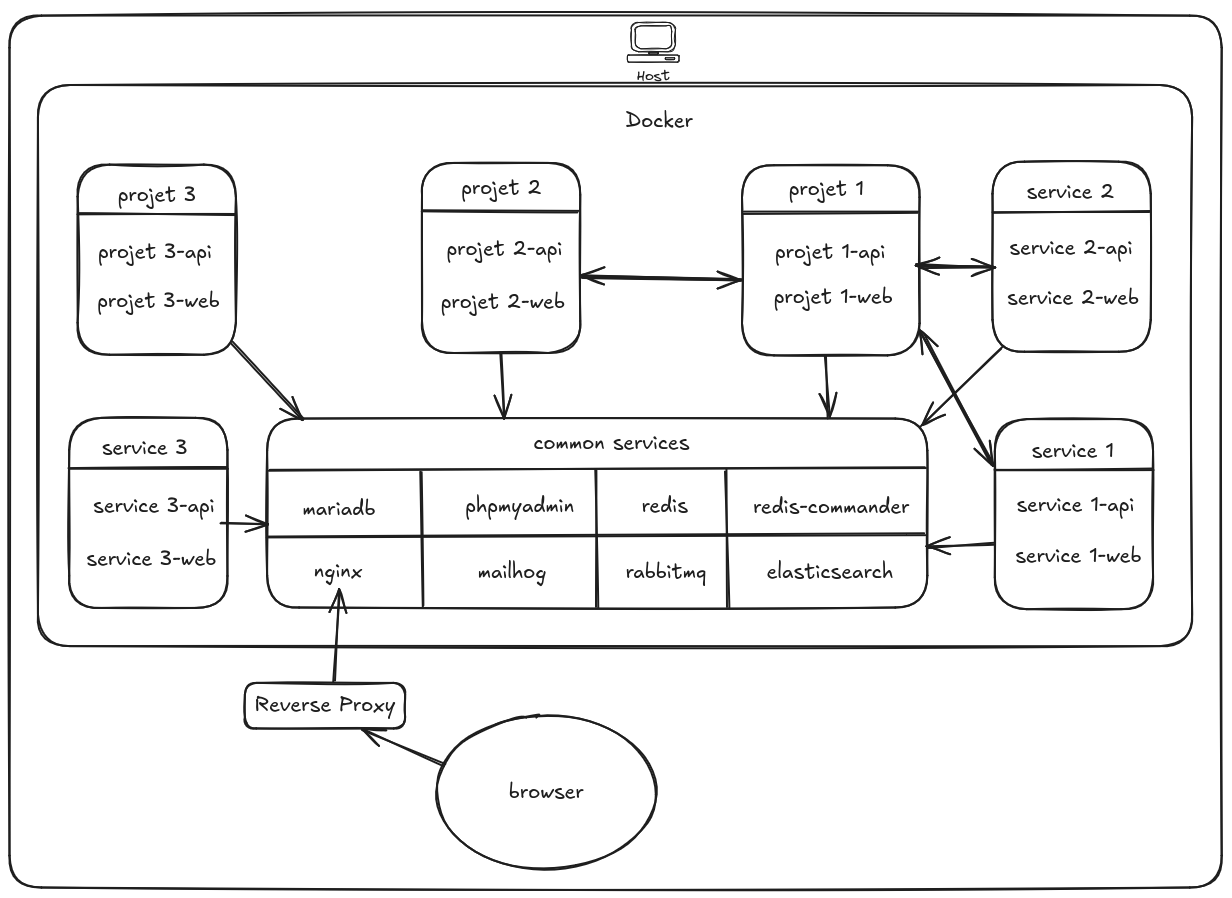 Host
Docker
projet 3
projet 3-api
projet 3-web
projet 2
projet 2-api
projet 2-web
projet 1
projet 1-api
projet 1-web
service 2
service 2-api
service 2-web
service 3
service 3-api
service 3-web
common services
mariadb
phpmyadmin
redis
redis-commander
nginx
mailhog
rabbitmq
elasticsearch
service 1
service 1-api
service 1-web
Reverse Proxy
browser